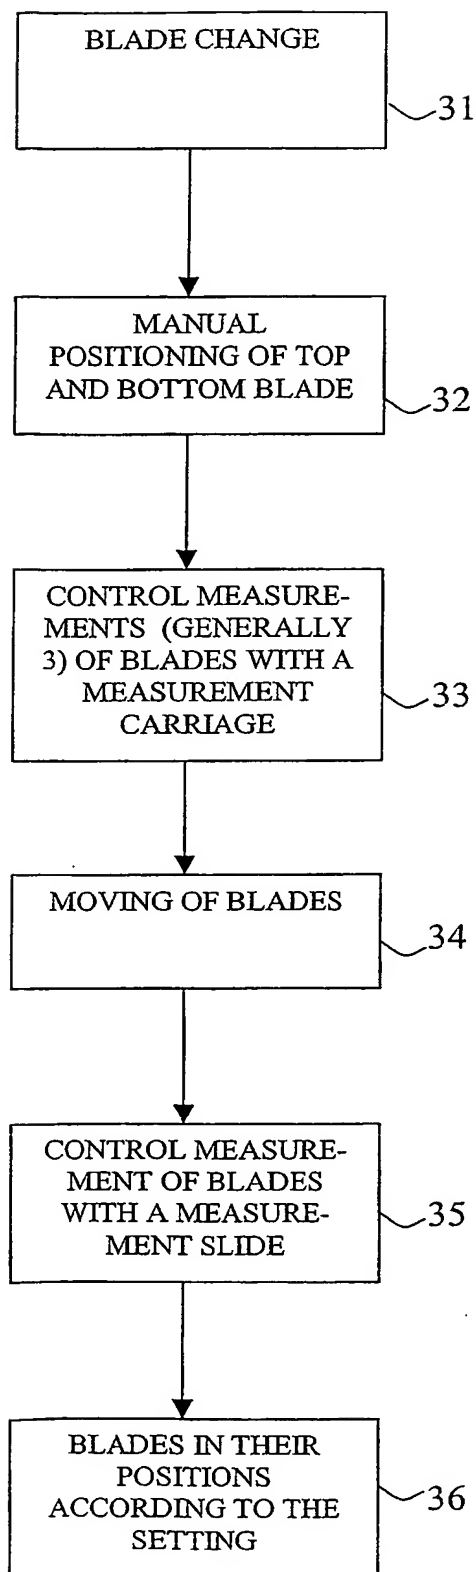 BLADE CHANGE
31
MANUAL
POSITIONING OF TOP
AND BOTTOM BLADE
32
CONTROL MEASURE-
MENTS (GENERALLY
3) OF BLADES WITH A
MEASUREMENT
CARRIAGE
33
MOVING OF BLADES
34
CONTROL MEASURE-
MENT OF BLADES
WITH A MEASURE-
MENT SLIDE
35
BLADES IN THEIR
POSITIONS
ACCORDING TO THE
SETTING
36